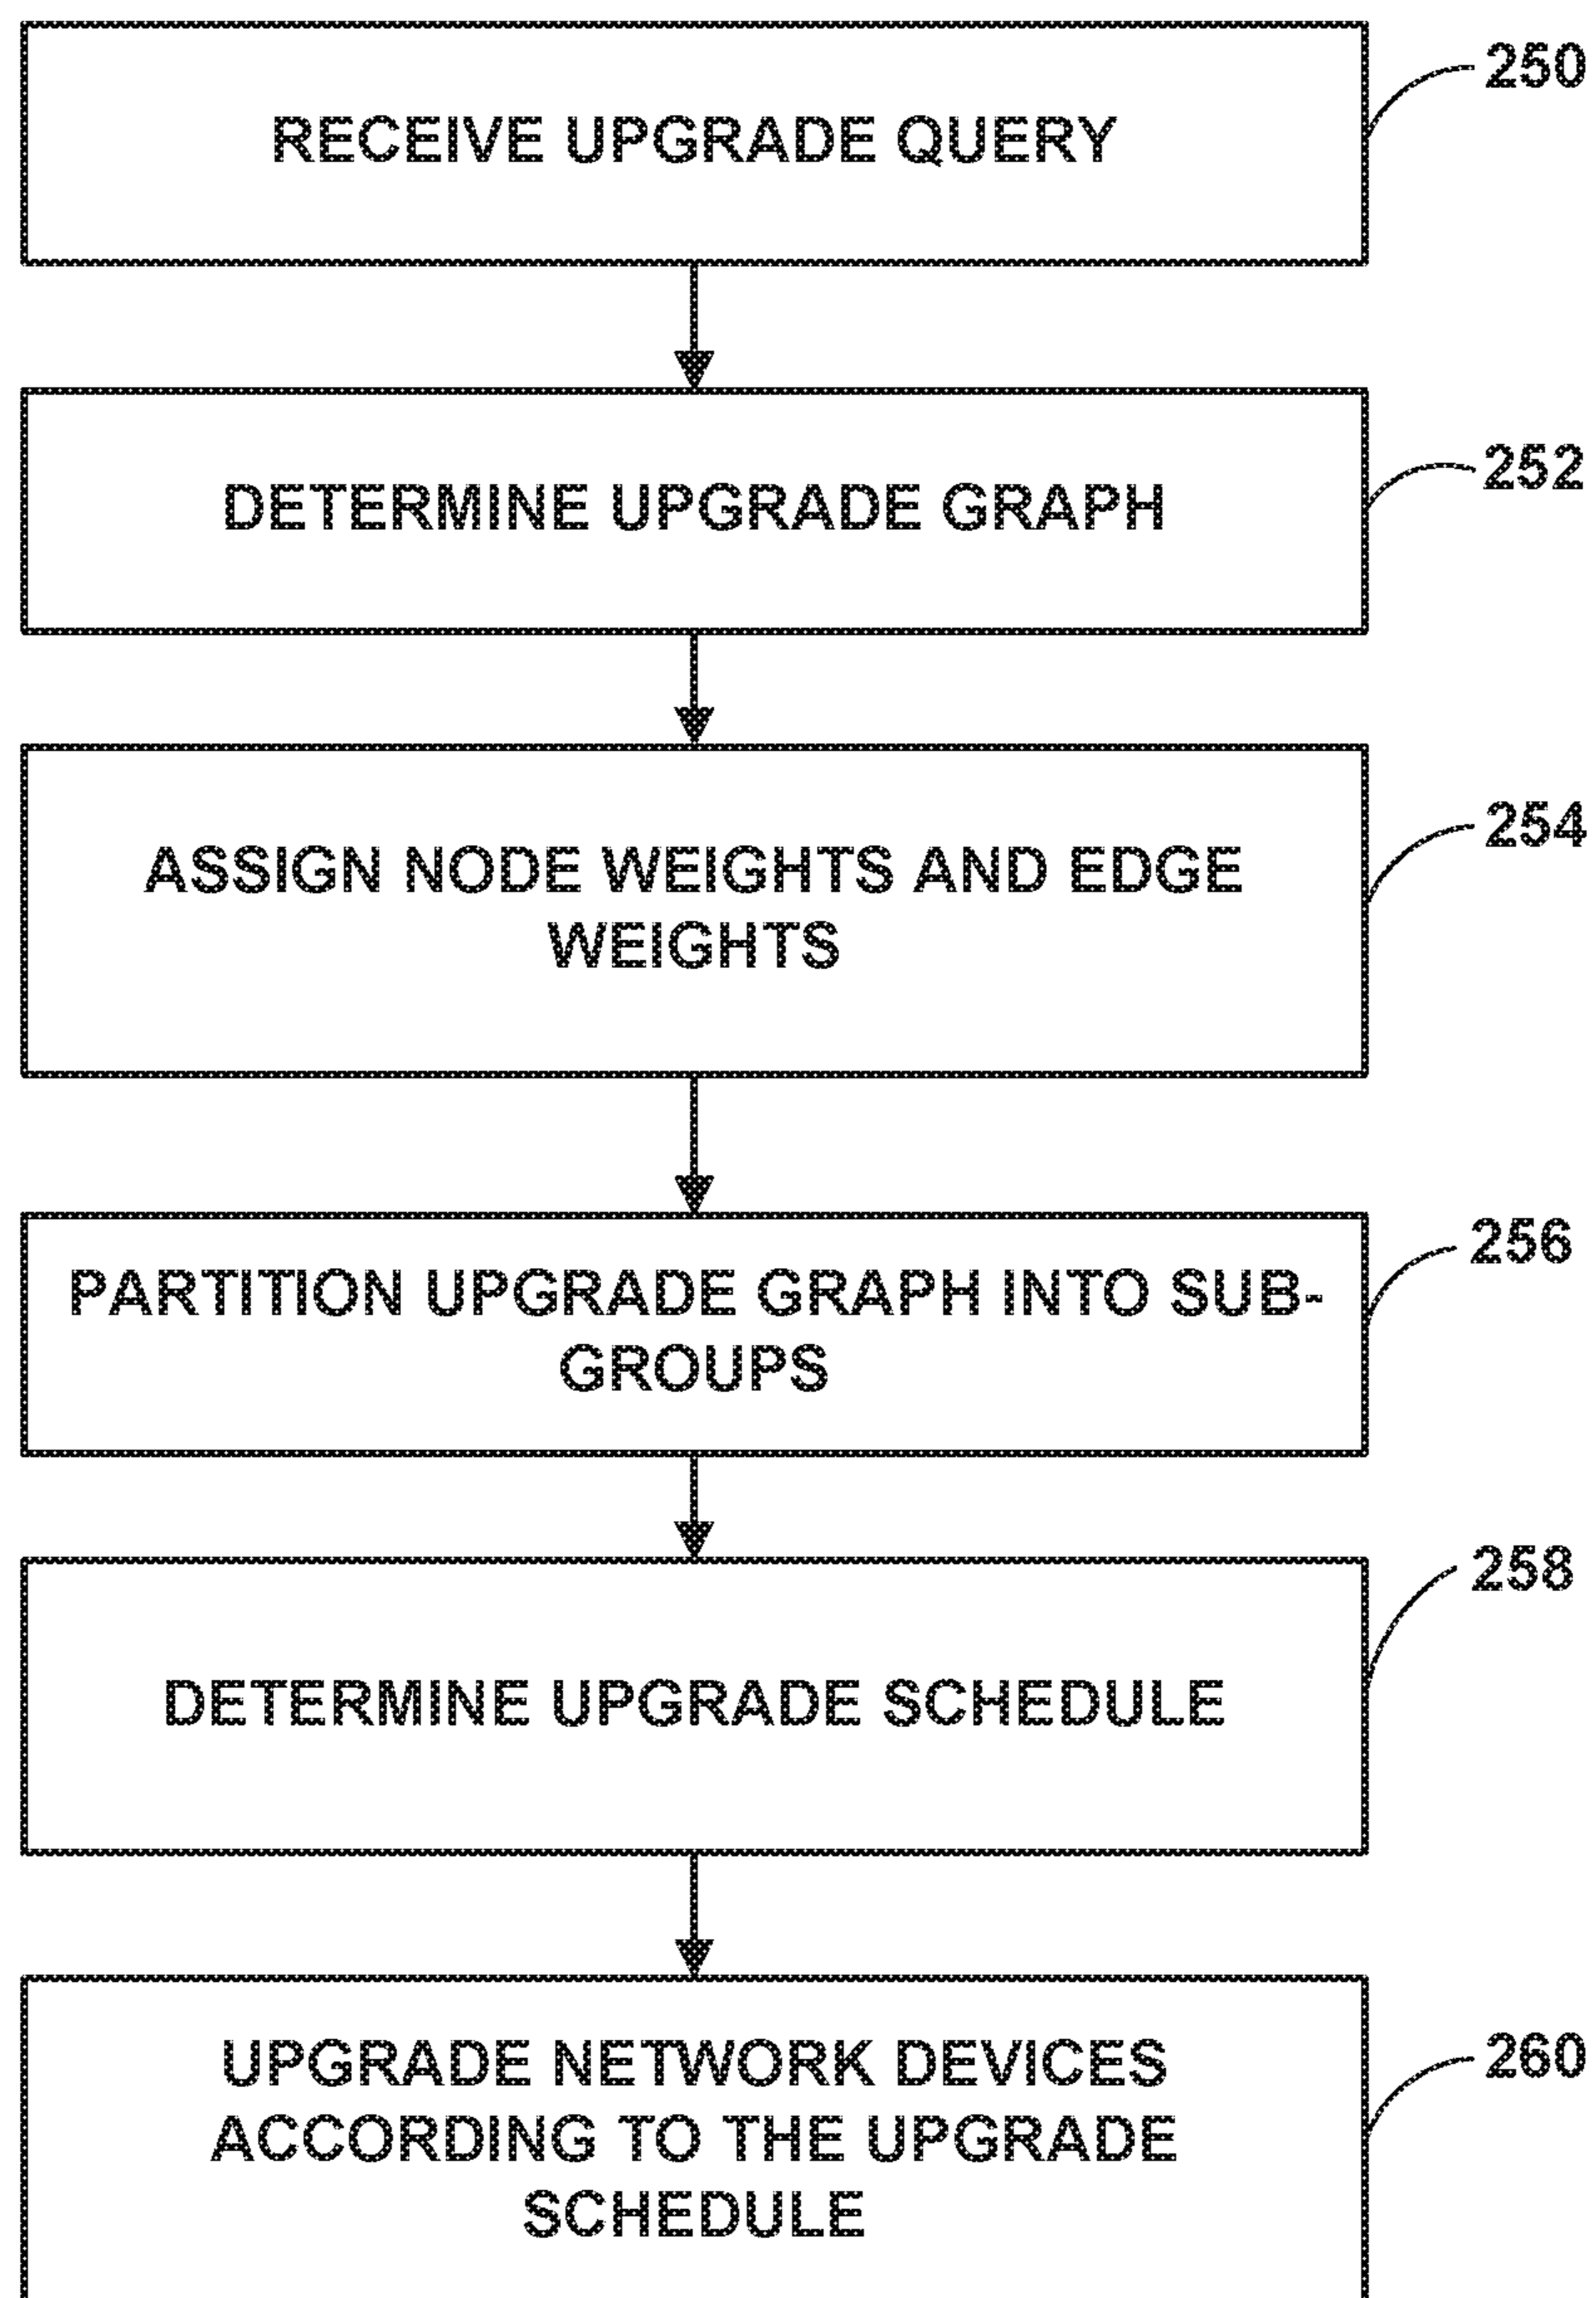 RECEIVE UPGRADE QUERY
250
DETERMINE UPGRADE GRAPH
252
ASSIGN NODE WEIGHTS AND EDGE
WEIGHTS
254
PARTITION UPGRADE GRAPH INTO SUB-
GROUPS
256
DETERMINE UPGRADE SCHEDULE
258
UPGRADE NETWORK DEVICES
ACCORDING TO THE UPGRADE
SCHEDULE
260